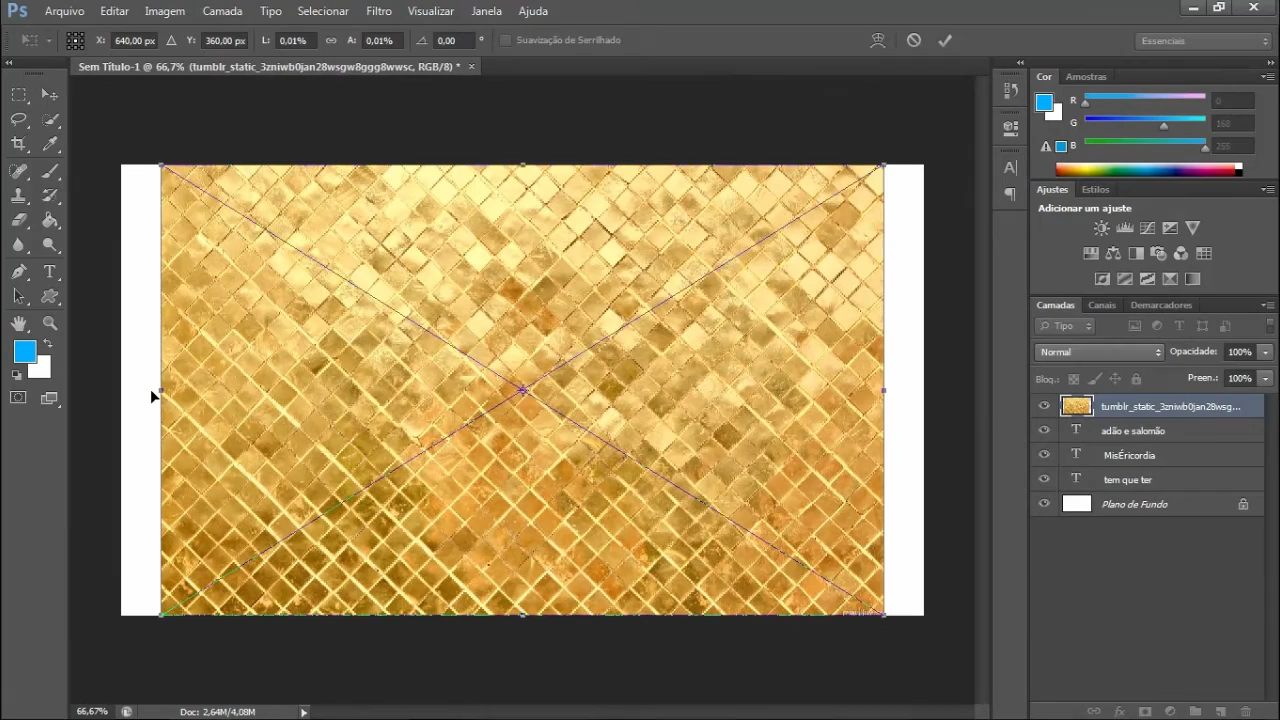 Ps Arquivo Editar Imagem Camada Tipo Selecionar Filtro Visualizar Janela Ajuda
X: 640,00 px Y: 360,00 px L: 0,01% A: 0,01% 0,00 ° Suavização de Serrilhado Essenciais
Sem Título-1 @ 66,7% (tumblr_static_3zniwb0jan28wsgw8ggg8wwsc, RGB/8) * ×
Cor Amostras
R 0
G 168
B 255
Ajustes Estilos
Adicionar um ajuste
Camadas Canais Demarcadores
Tipo
Normal Opacidade: 100%
Bloq.: Preen.: 100%
tumblr_static_3zniwb0jan28wsg...
T adão e salomão
T MisÉricordia
T tem que ter
Plano de Fundo
66,67% Doc: 2,64M/4,08M